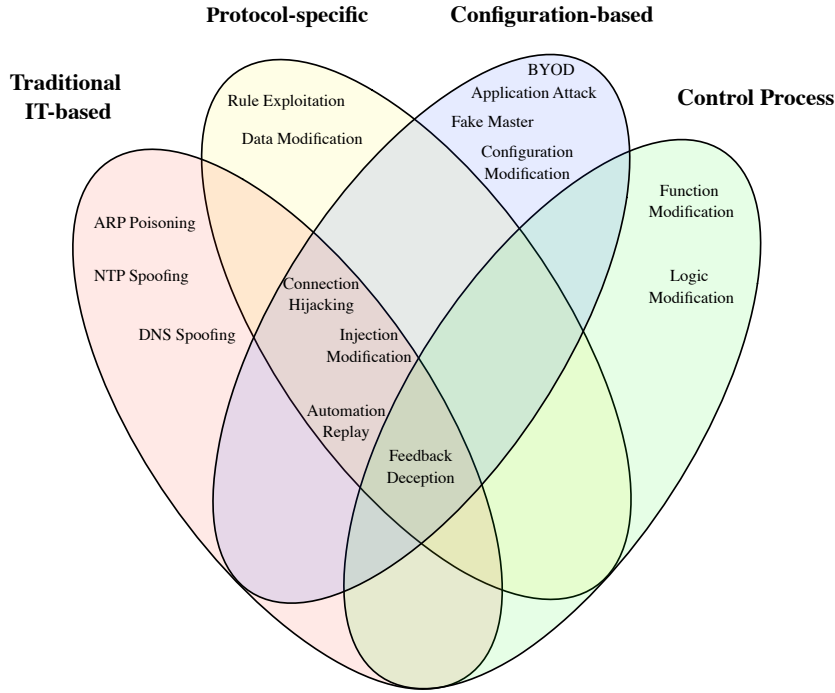 Protocol-specific
Configuration-based
Traditional
IT-based
Control Process
BYOD
Application Attack
Fake Master
Configuration
Modification
Rule Exploitation
Data Modification
Function
Modification
Logic
Modification
ARP Poisoning
NTP Spoofing
DNS Spoofing
Connection
Hijacking
Injection
Modification
Automation
Replay
Feedback
Deception